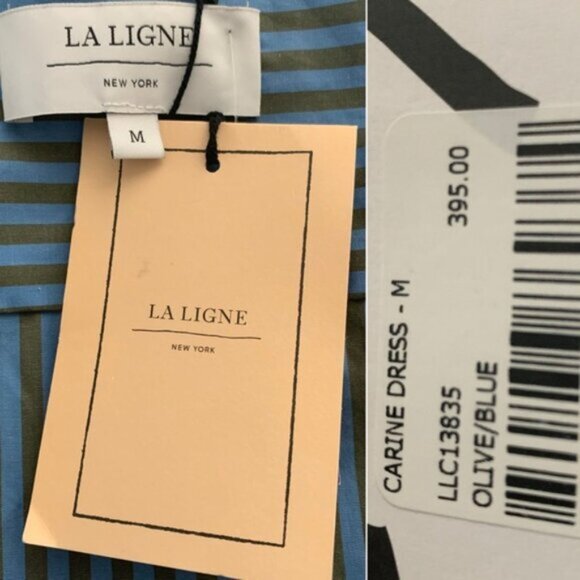 LA LIGNE
NEW YORK
M
LA LIGNE
NEW YORK
CARINE DRESS - M
LLC13835 395.00
OLIVE/BLUE